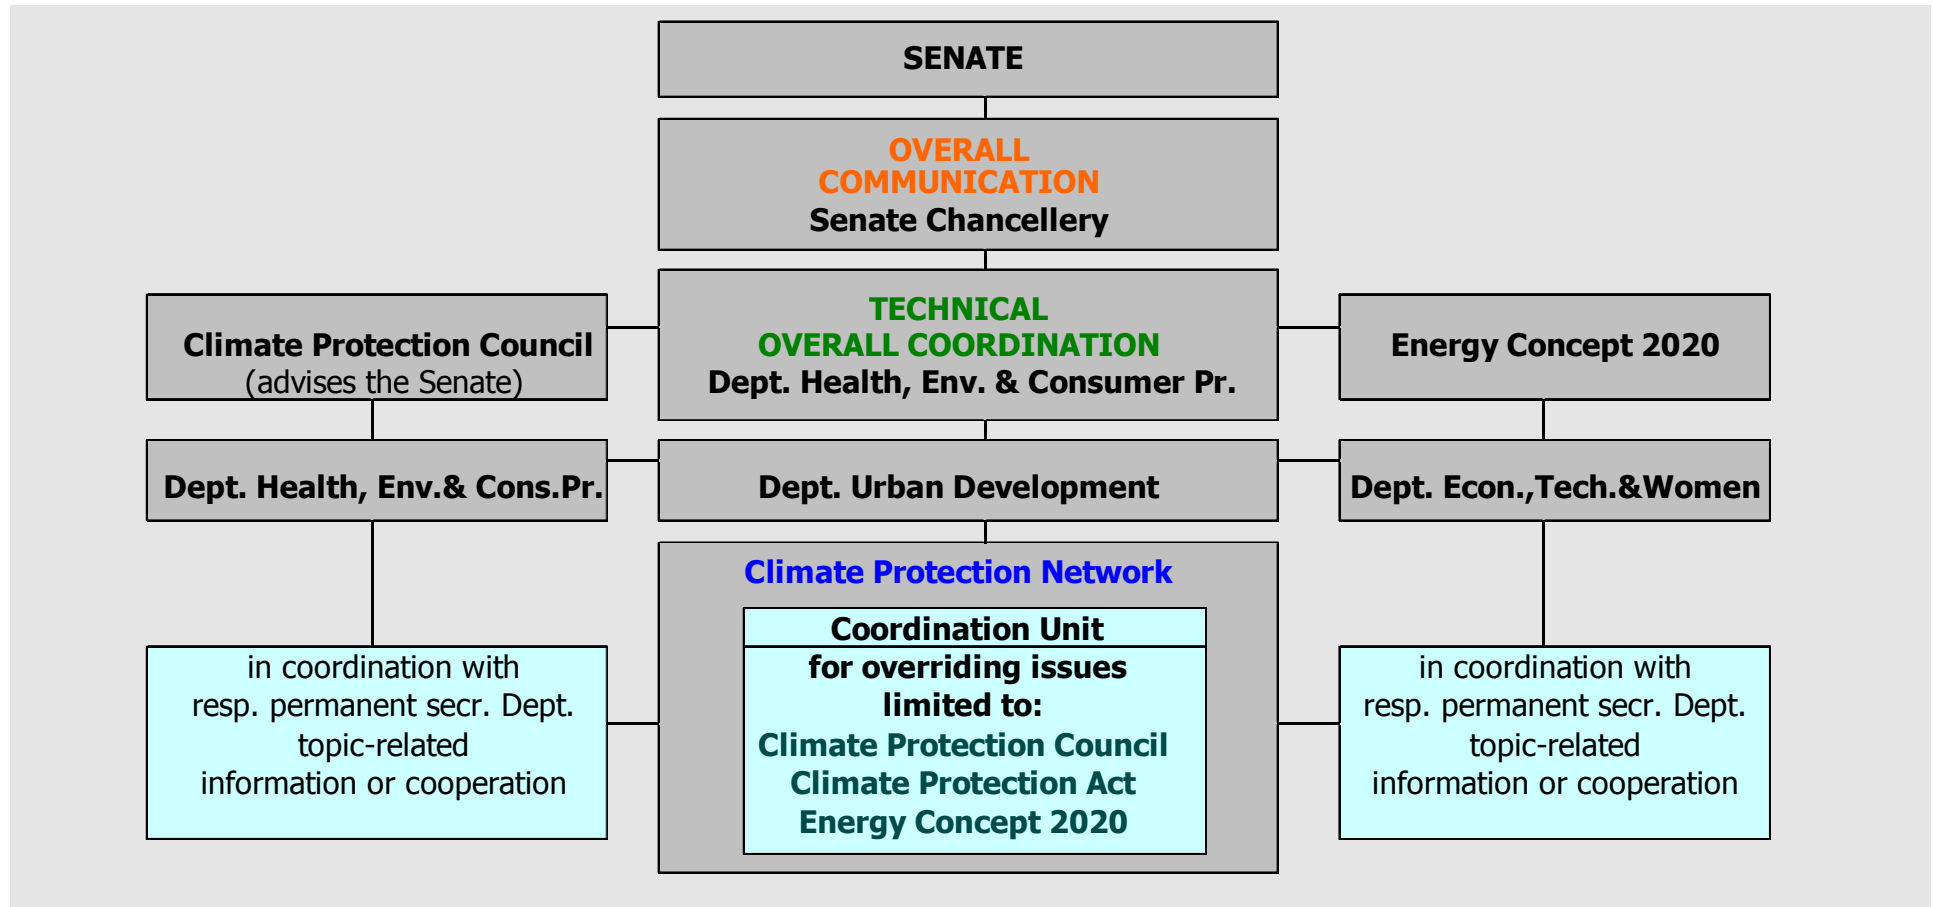 SENATE
OVERALL
COMMUNICATION
Senate Chancellery
Climate Protection Council
(advises the Senate)
TECHNICAL
OVERALL COORDINATION
Dept. Health, Env. & Consumer Pr.
Energy Concept 2020
Dept. Health, Env.& Cons.Pr.
Dept. Urban Development
Dept. Econ.,Tech.&Women
in coordination with
resp. permanent secr. Dept.
topic-related
information or cooperation
Climate Protection Network
Coordination Unit
for overriding issues
limited to:
Climate Protection Council
Climate Protection Act
Energy Concept 2020
in coordination with
resp. permanent secr. Dept.
topic-related
information or cooperation